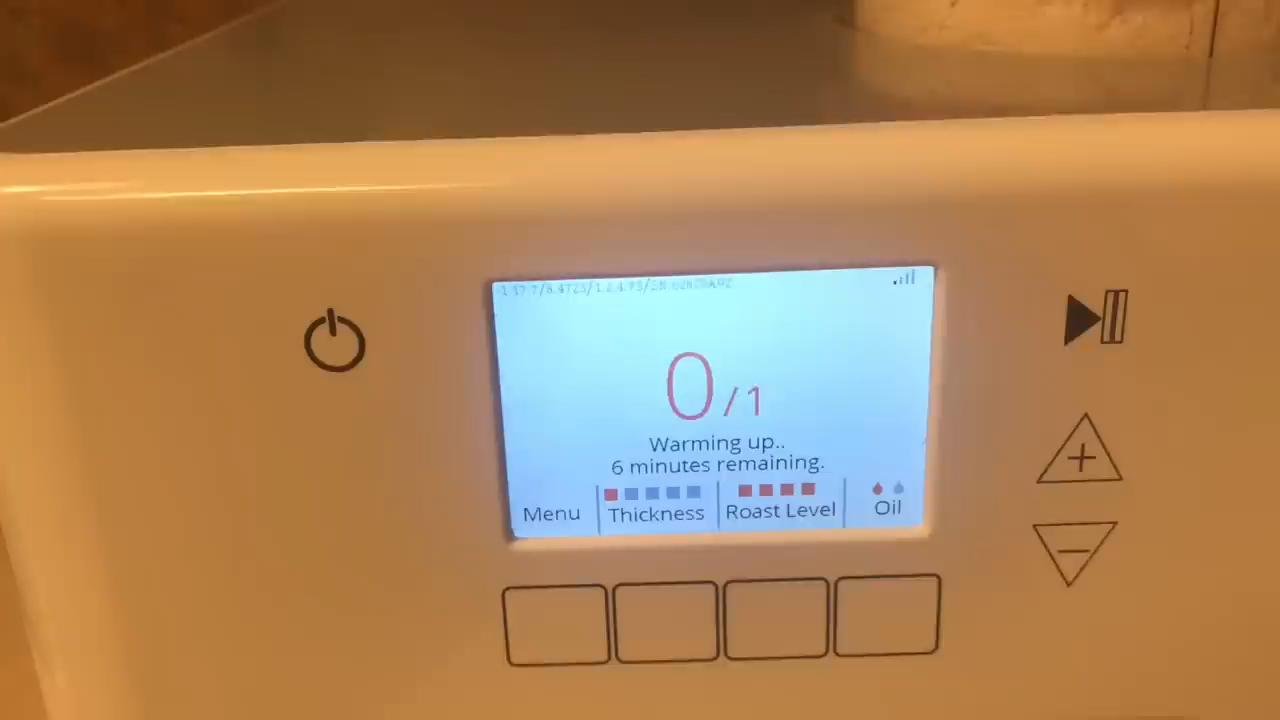 0/1
Warming up..
6 minutes remaining.
Menu
Thickness
Roast Level
Oil